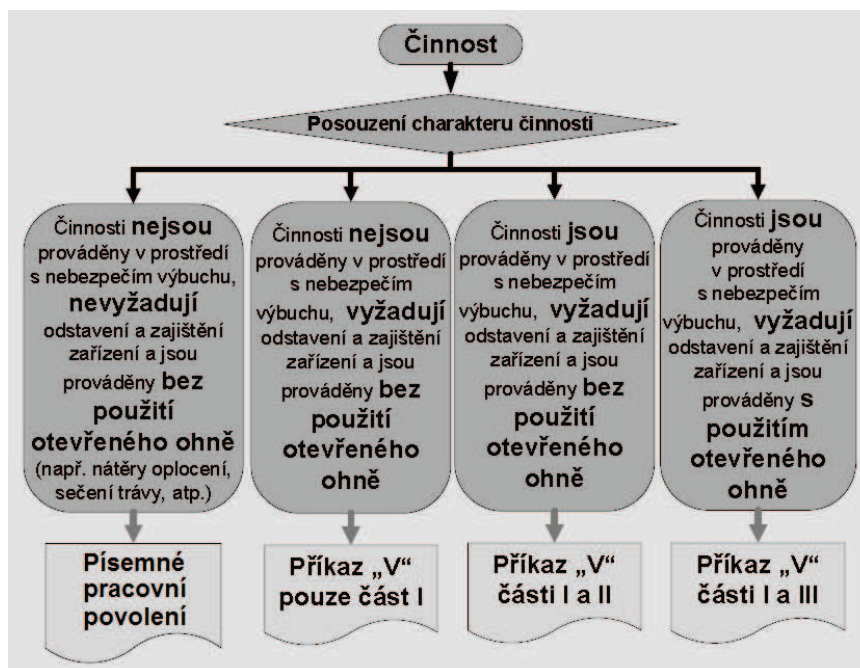 Činnost
Posouzení charakteru činnosti
Činnosti nejsou
prováděny v prostředí
s nebezpečím výbuchu,
nevyžadují
odstavení a zajištění
zařízení a jsou
prováděny bez
použití
otevřeného ohně
(např. nátěry oplocení,
sečení trávy, atp.)
Činnosti nejsou
prováděny v prostředí
s nebezpečím
výbuchu, vyžadují
odstavení a zajištění
zařízení a jsou
prováděny bez
použití
otevřeného
ohně
Činnosti jsou
prováděny v prostředí
s nebezpečím
výbuchu, vyžadují
odstavení a zajištění
zařízení a jsou
prováděny bez
použití
otevřeného
ohně
Činnosti jsou
prováděny
v prostředí
s nebezpečím
výbuchu, vyžadují
odstavení a zajištění
zařízení a jsou
prováděny s
použitím
otevřeného
ohně
Písemné
pracovní
povolení
Příkaz „V“
pouze část I
Příkaz „V“
části I a II
Příkaz „V“
části I a III